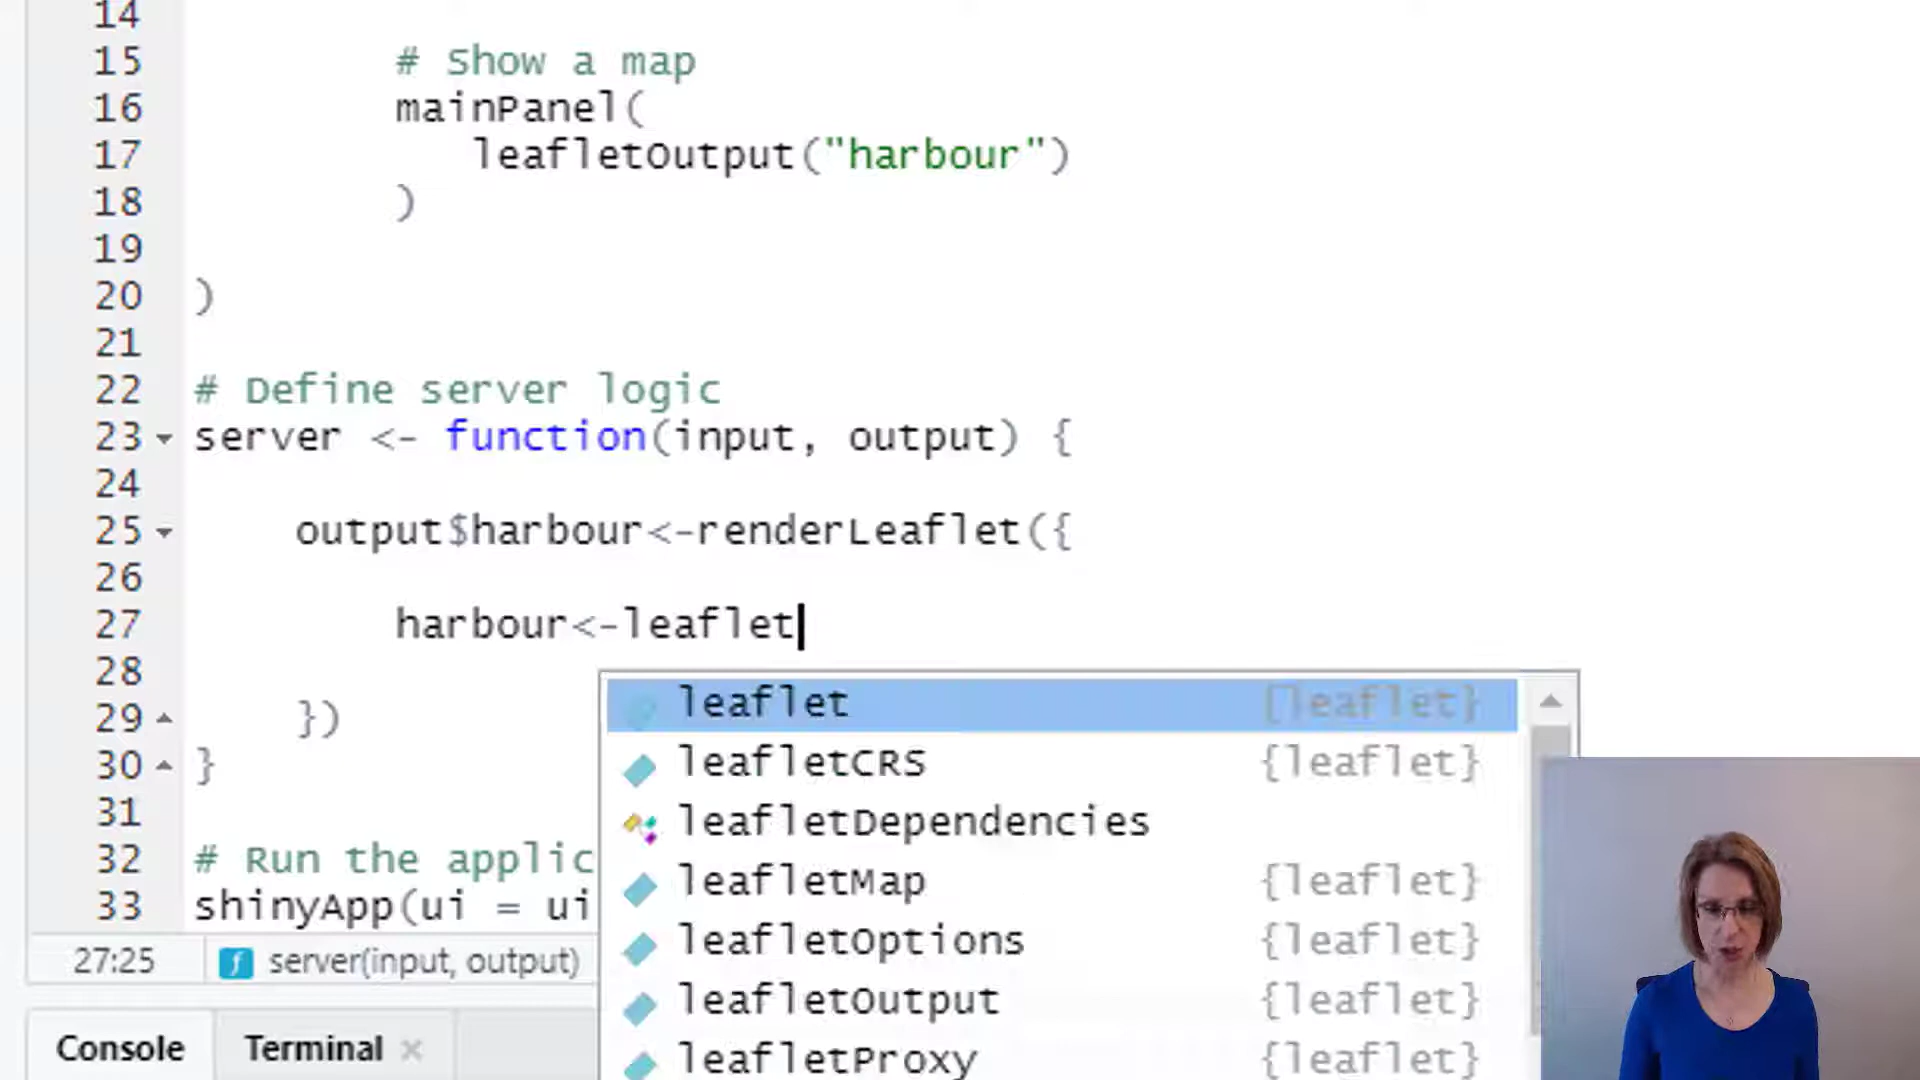 14
15 # Show a map
16 mainPanel(
17 leafletOutput("harbour")
18 )
19
20 )
21
22 # Define server logic
23 server <- function(input, output) {
24
25 output$harbour<-renderLeaflet({
26
27 harbour<-leaflet
28
leaflet {leaflet}
29 })
leafletCRS {leaflet}
30 }
31
leafletDependencies
32 # Run the applic
leafletMap {leaflet}
33 shinyApp(ui = ui
leafletOptions {leaflet}
27:25 server(input, output)
leafletOutput {leaflet}
Console Terminal
leafletProxy {leaflet}